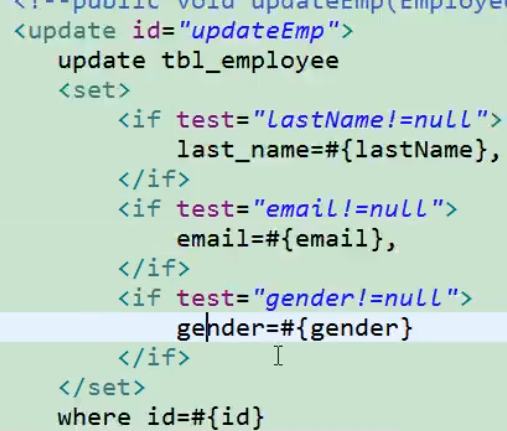 <!--public void updateEmp(Employee
<update id="updateEmp">
update tbl_employee
<set>
<if test="lastName!=null">
last_name=#{lastName},
</if>
<if test="email!=null">
email=#{email},
</if>
<if test="gender!=null">
gender=#{gender}
</if>
</set>
where id=#{id}